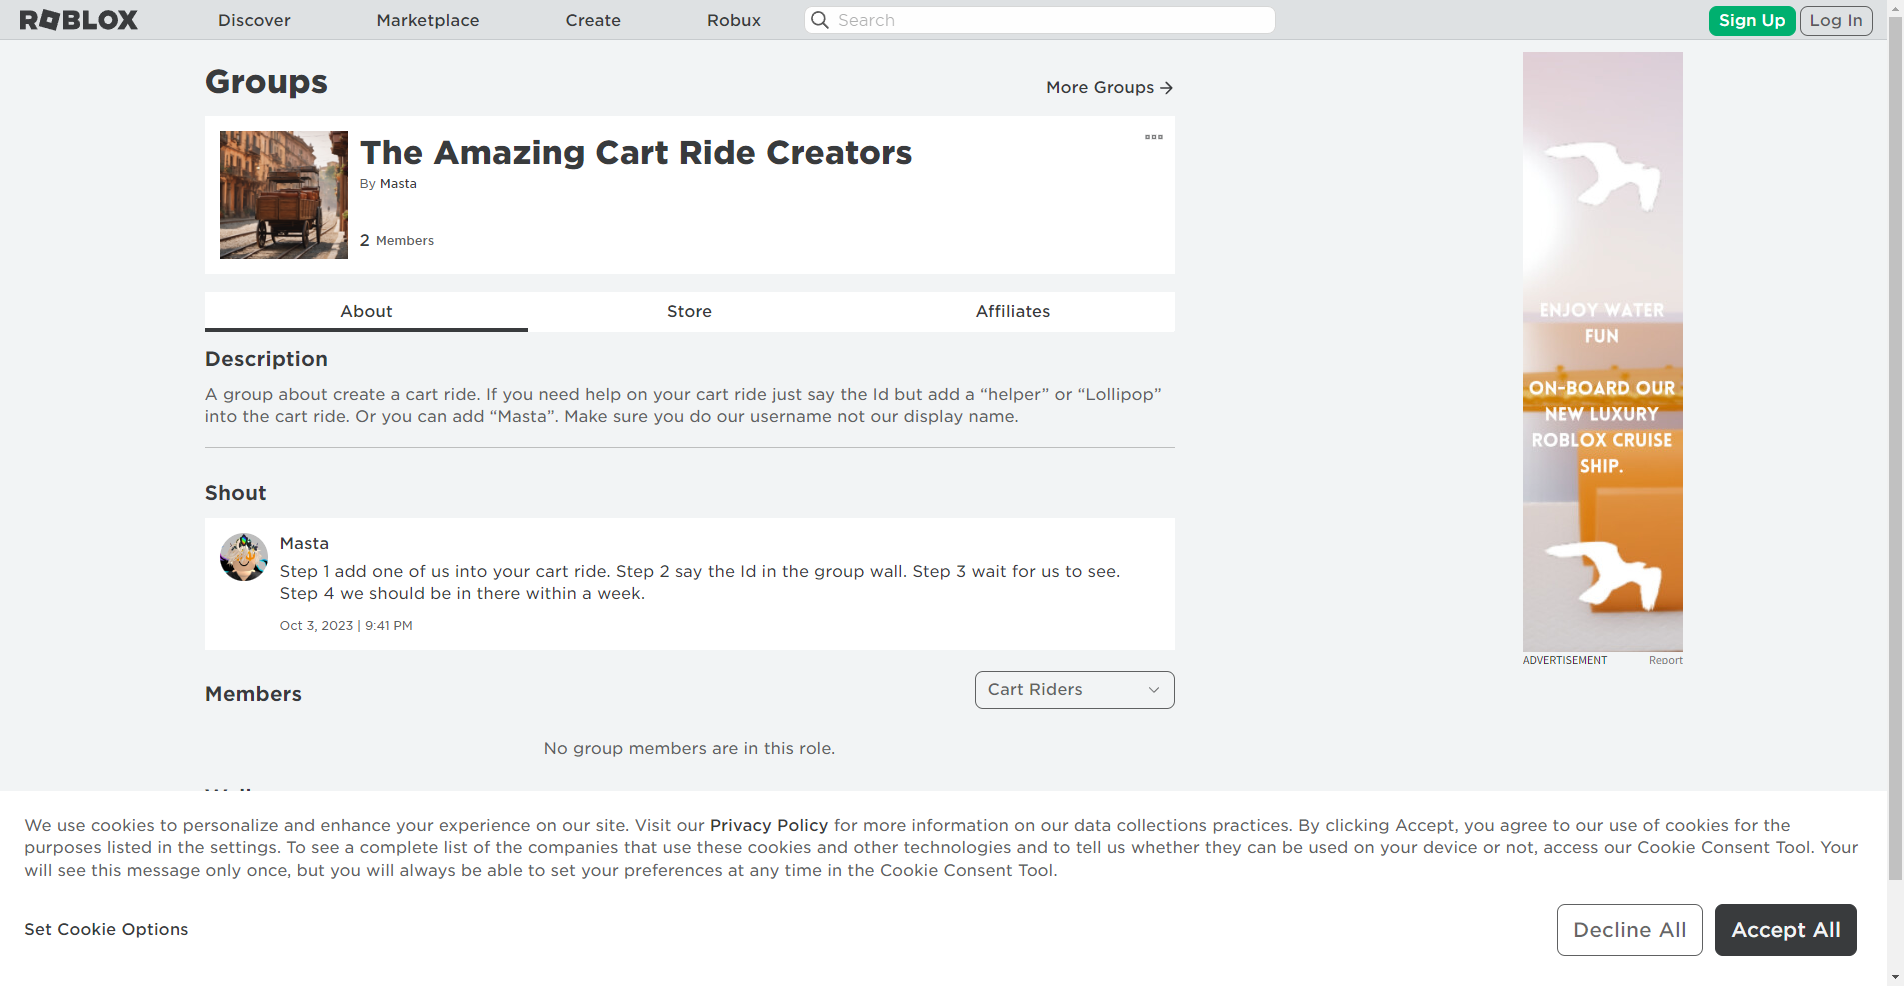 ROBLOX
Discover
Marketplace
Create
Robux
Search
Sign Up
Log In
Groups
More Groups →
The Amazing Cart Ride Creators
By Masta
2 Members
About
Store
Affiliates
Description
A group about create a cart ride. If you need help on your cart ride just say the Id but add a “helper” or “Lollipop”
into the cart ride. Or you can add “Masta”. Make sure you do our username not our display name.
Shout
Masta
Step 1 add one of us into your cart ride. Step 2 say the Id in the group wall. Step 3 wait for us to see.
Step 4 we should be in there within a week.
Oct 3, 2023 | 9:41 PM
Members
Cart Riders
No group members are in this role.
ENJOY WATER
FUN
ON-BOARD OUR
NEW LUXURY
ROBLOX CRUISE
SHIP.
ADVERTISEMENT
Report
We use cookies to personalize and enhance your experience on our site. Visit our Privacy Policy for more information on our data collections practices. By clicking Accept, you agree to our use of cookies for the
purposes listed in the settings. To see a complete list of the companies that use these cookies and other technologies and to tell us whether they can be used on your device or not, access our Cookie Consent Tool. Your
will see this message only once, but you will always be able to set your preferences at any time in the Cookie Consent Tool.
Set Cookie Options
Decline All
Accept All